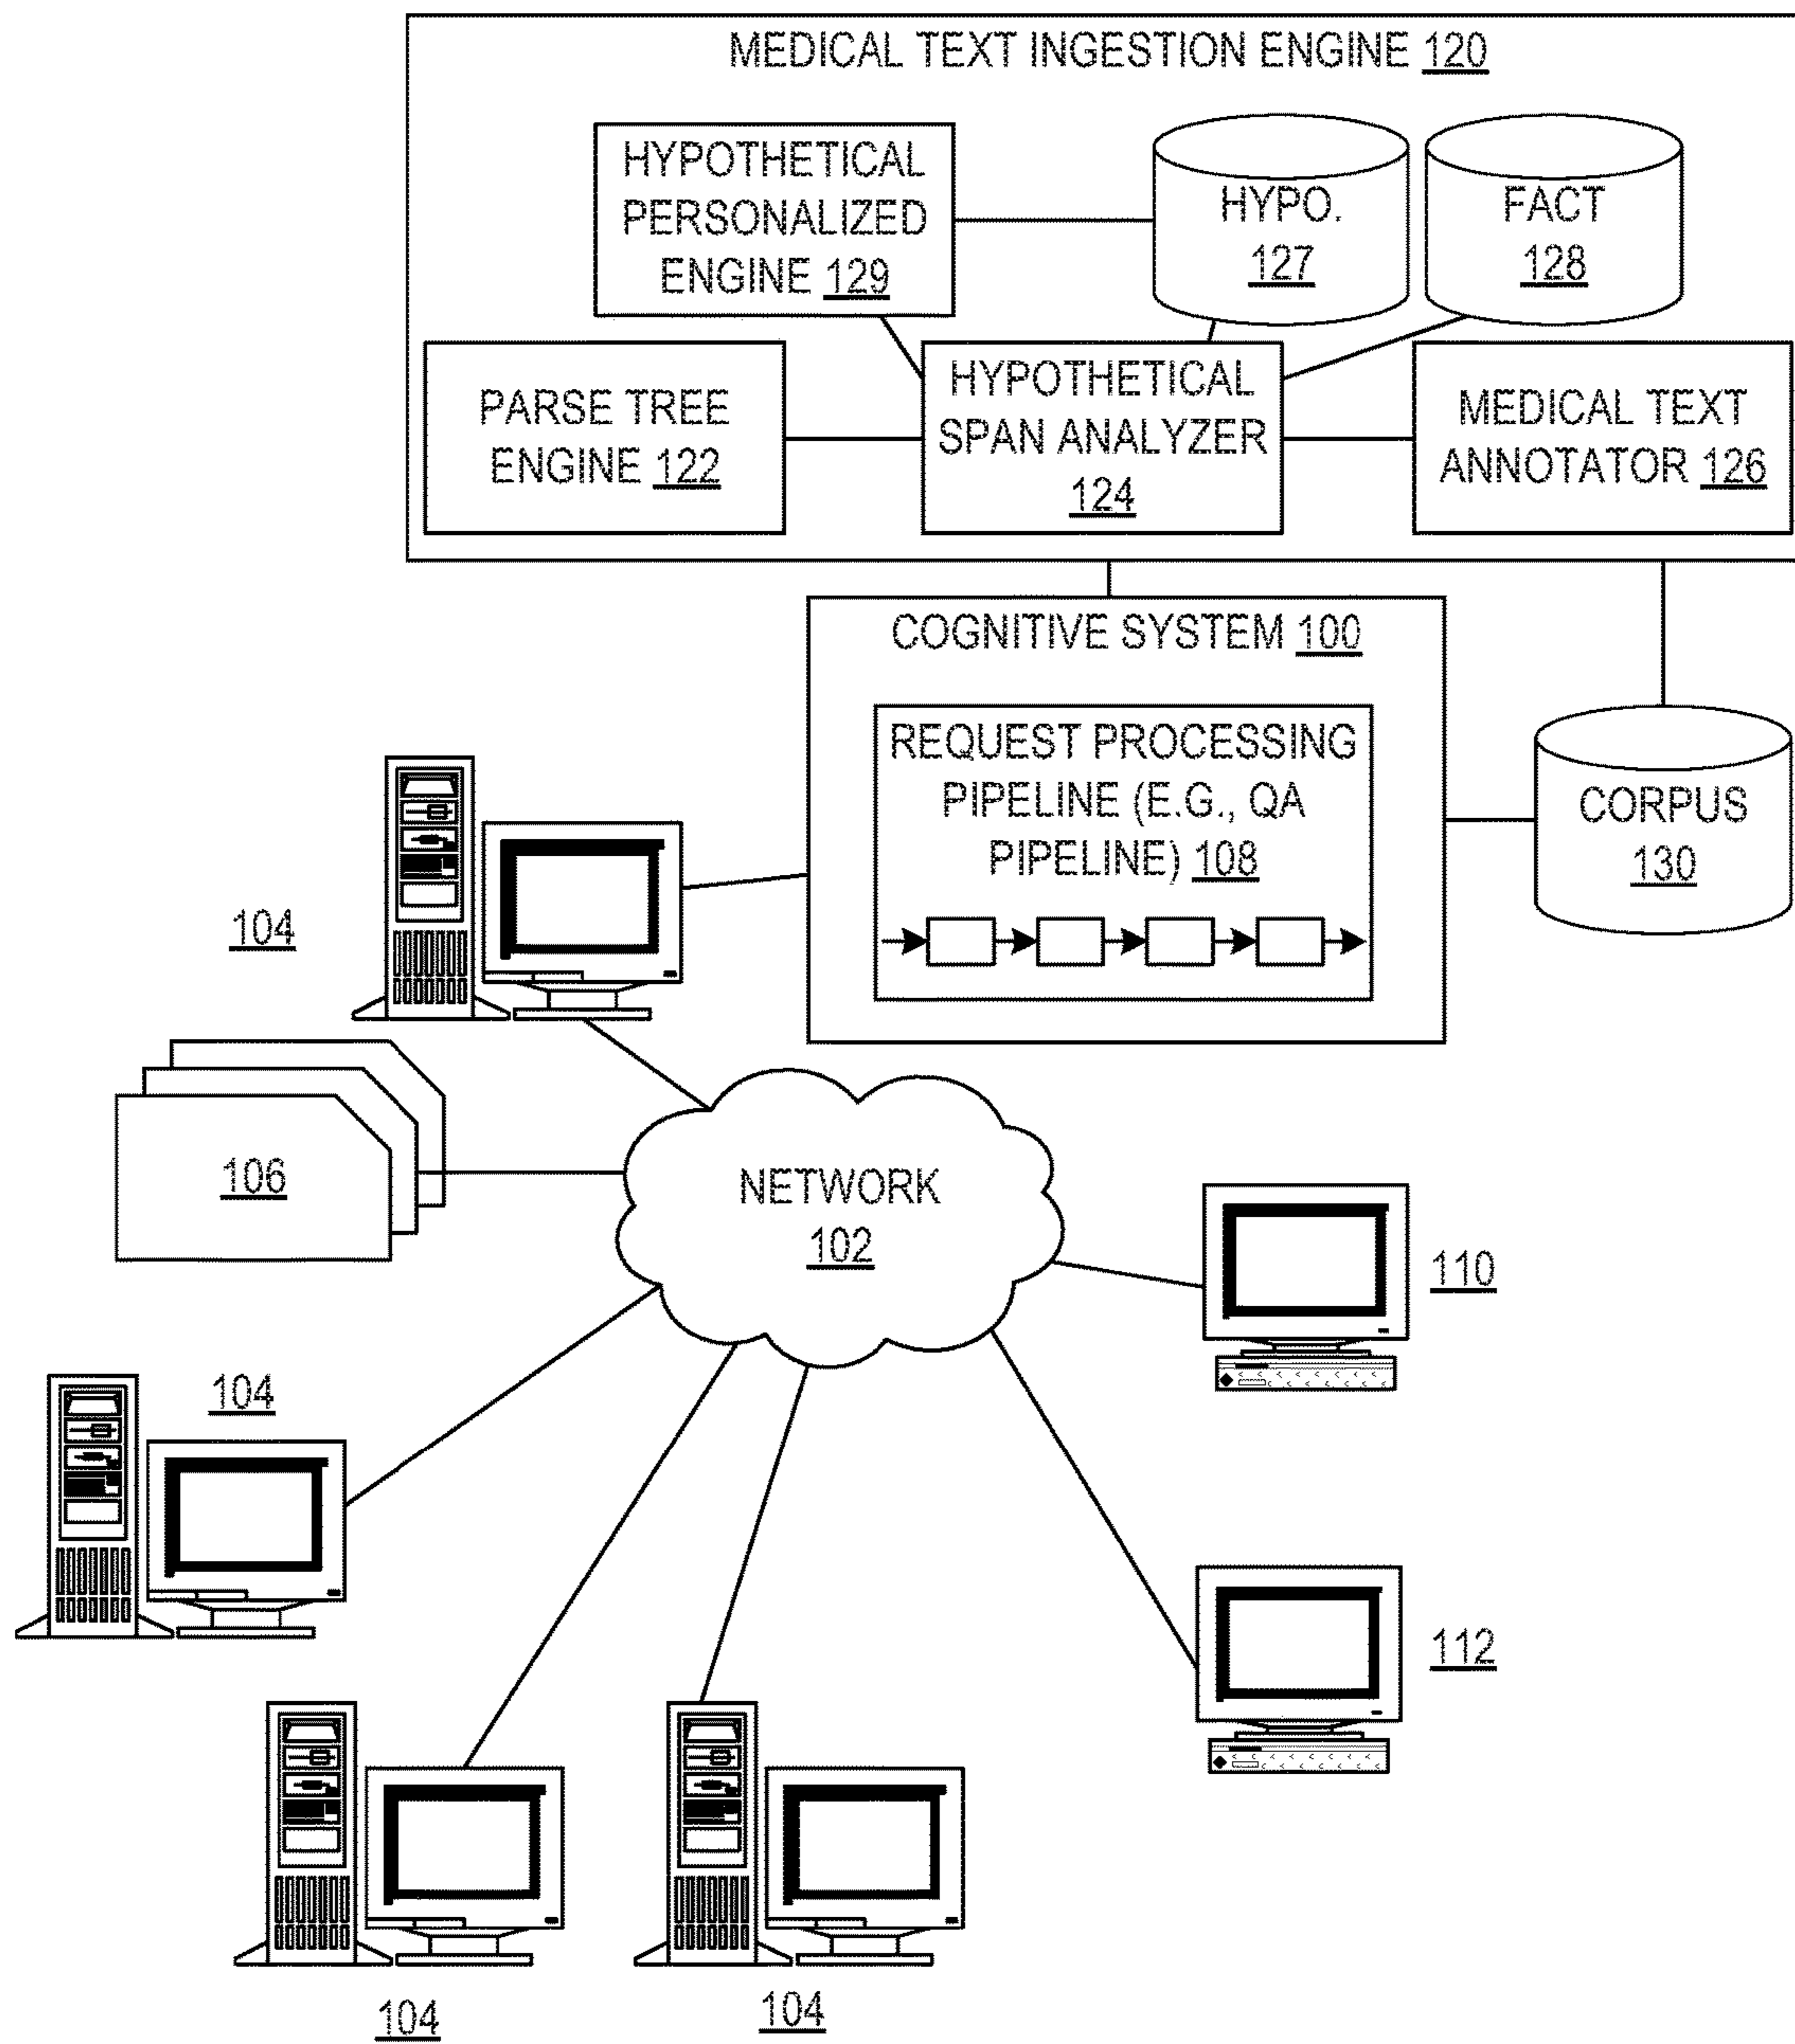 MEDICAL TEXT INGESTION ENGINE 120
HYPOTHETICAL
PERSONALIZED
ENGINE 129
HYPO.
127
FACT
128
PARSE TREE
ENGINE 122
HYPOTHETICAL
SPAN ANALYZER
124
MEDICAL TEXT
ANNOTATOR 126
COGNITIVE SYSTEM 100
REQUEST PROCESSING
PIPELINE (E.G., QA
PIPELINE) 108
CORPUS
130
104
106
NETWORK
102
110
104
112
104
104